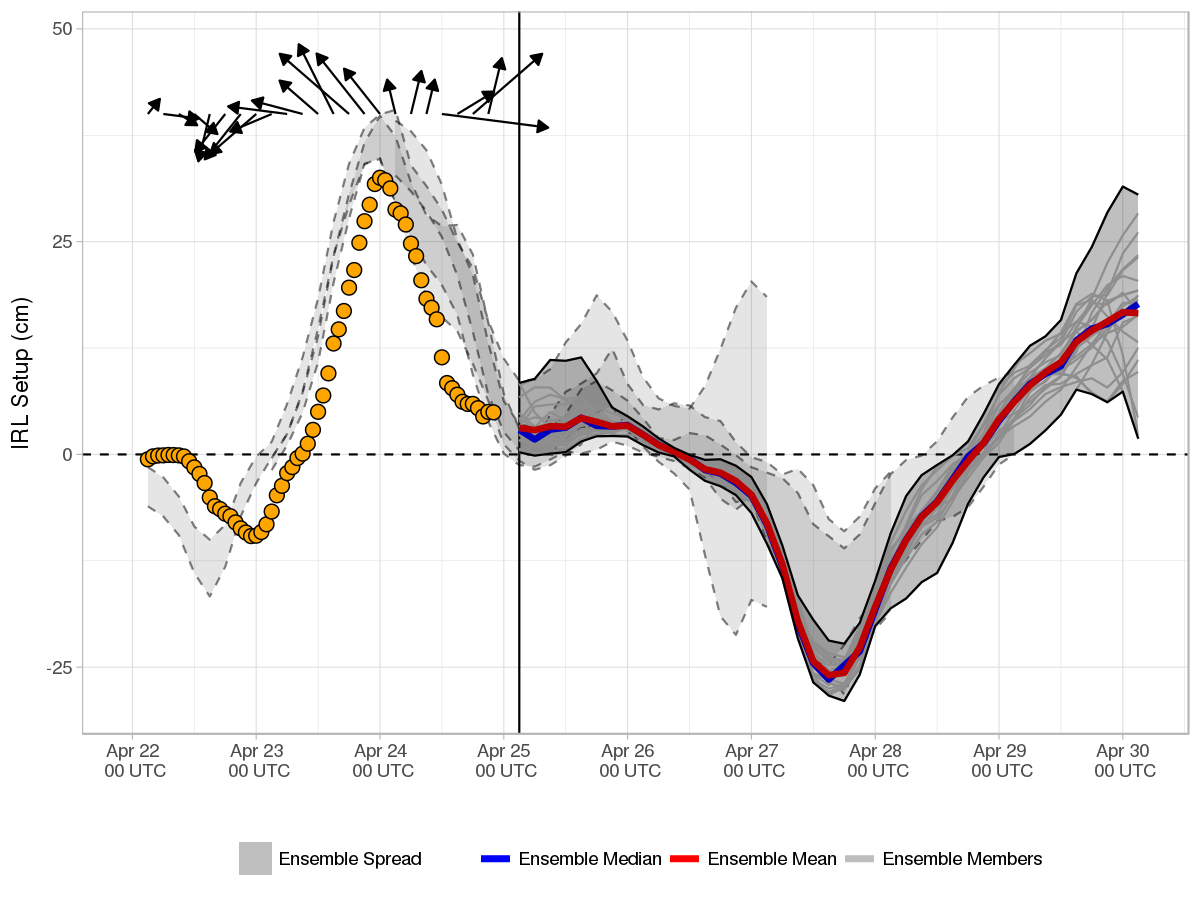 50
25
0
-25
IRL Setup (cm)
Apr 22 Apr 23 Apr 24 Apr 25 Apr 26 Apr 27 Apr 28 Apr 29 Apr 30
00 UTC 00 UTC 00 UTC 00 UTC 00 UTC 00 UTC 00 UTC 00 UTC 00 UTC
Ensemble Spread Ensemble Median Ensemble Mean Ensemble Members